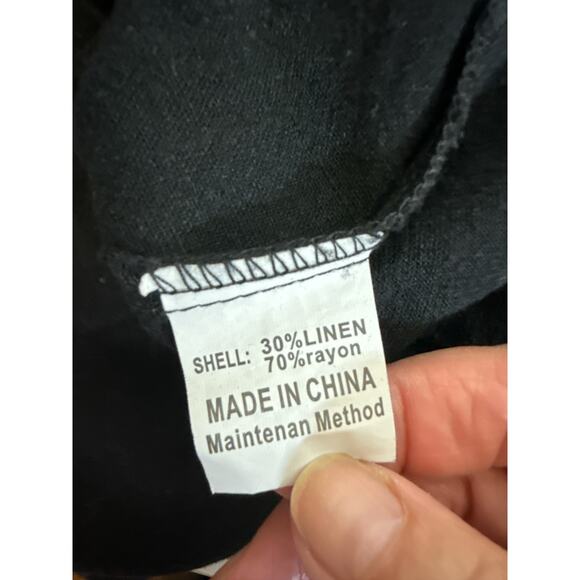 SHELL: 30%LINEN
70%rayon
MADE IN CHINA
Maintenan Method